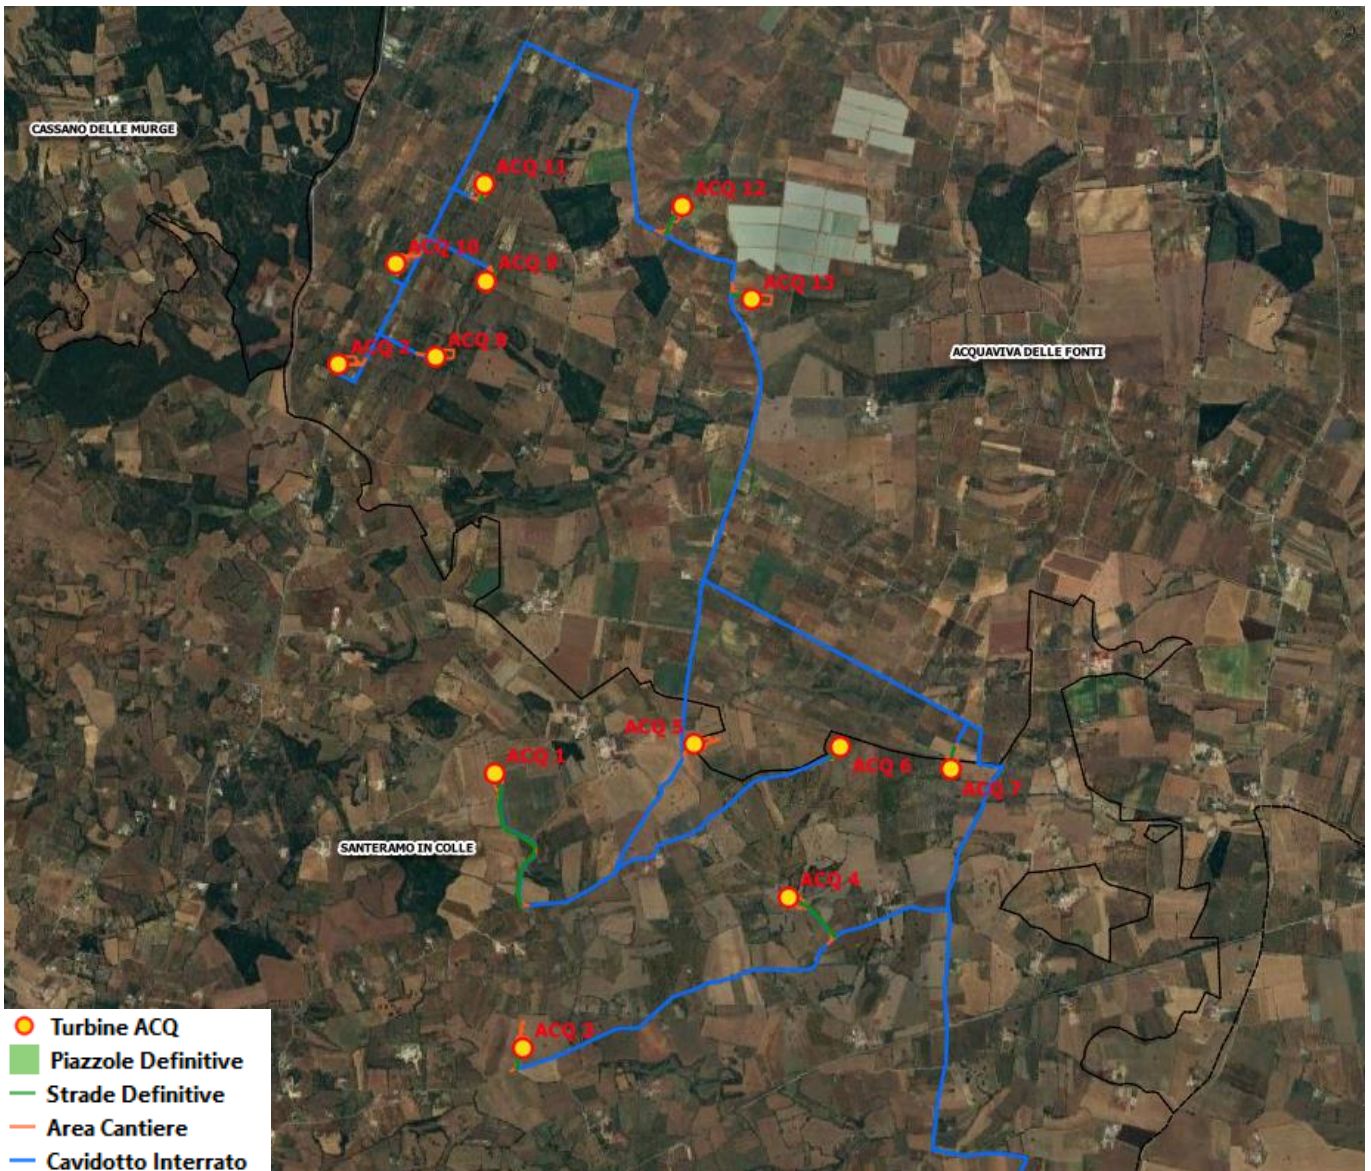 CASSANO DELLE MURGE
ACQ 11
ACQ 12
ACQ 10
ACQ 8
ACQ 13
ACQ 2
ACQ 9
ACQUAVIVA DELLE FONTI
ACQ 5
ACQ 6
ACQ 1
ACQ 7
SANTERAMO IN COLLE
ACQ 4
ACQ 3
Turbine ACQ
Piazzole Definitive
Strade Definitive
Area Cantiere
Cavidotto Interrato